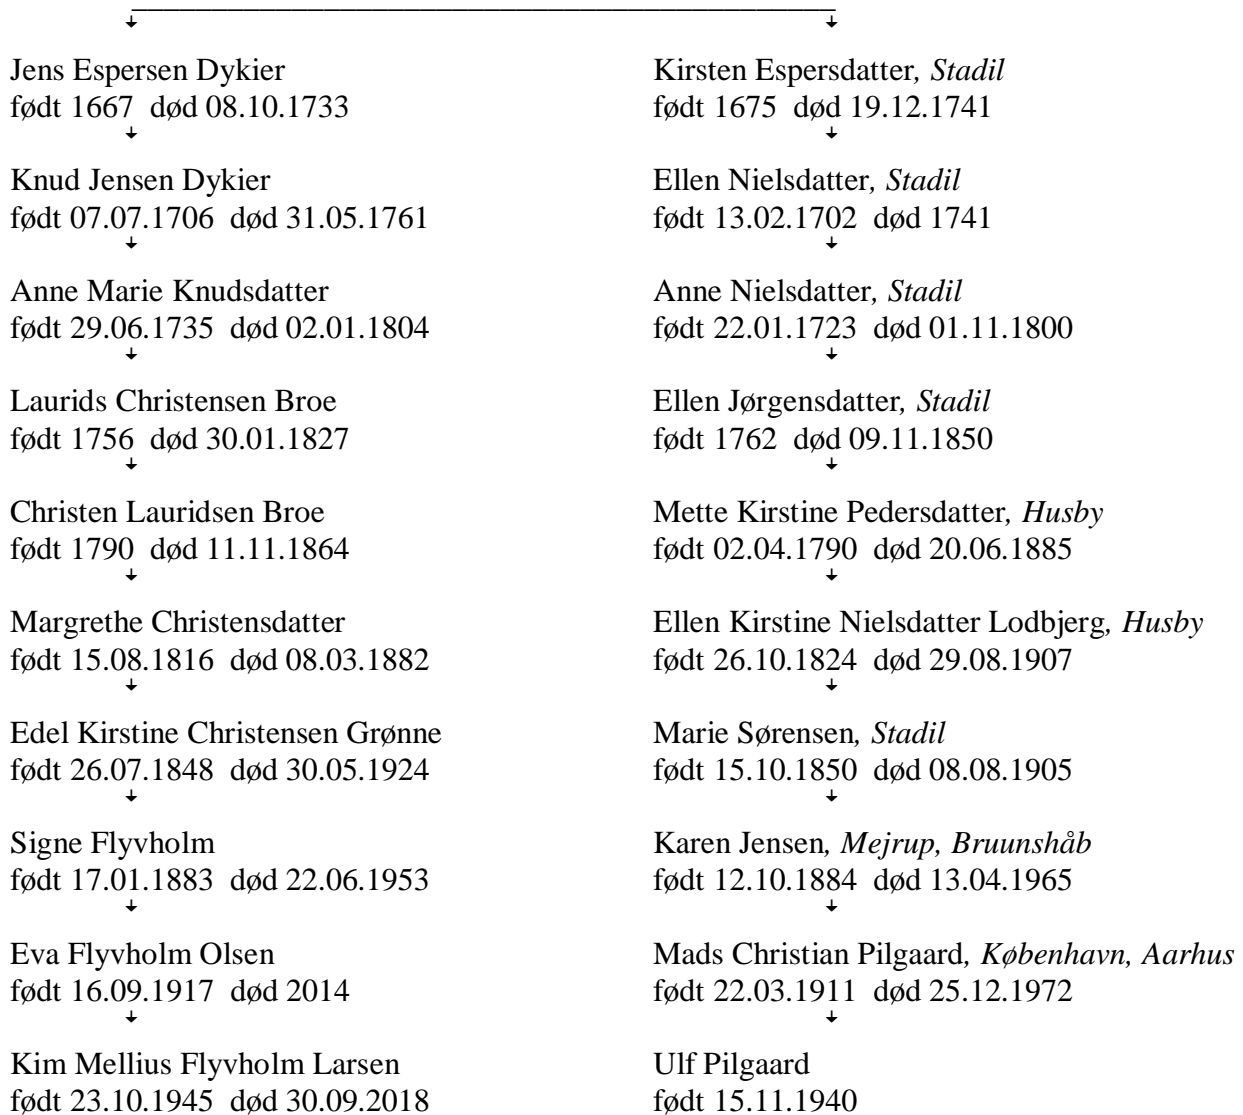 Jens Espersen Dykier
født 1667 død 08.10.1733
Kirsten Espersdatter, Stadil
født 1675 død 19.12.1741
Knud Jensen Dykier
født 07.07.1706 død 31.05.1761
Ellen Nielsdatter, Stadil
født 13.02.1702 død 1741
Anne Marie Knudsdatter
født 29.06.1735 død 02.01.1804
Anne Nielsdatter, Stadil
født 22.01.1723 død 01.11.1800
Laurids Christensen Broe
født 1756 død 30.01.1827
Ellen Jørgensdatter, Stadil
født 1762 død 09.11.1850
Christen Lauridsen Broe
født 1790 død 11.11.1864
Mette Kirstine Pedersdatter, Husby
født 02.04.1790 død 20.06.1885
Margrethe Christensdatter
født 15.08.1816 død 08.03.1882
Ellen Kirstine Nielsdatter Lodbjerg, Husby
født 26.10.1824 død 29.08.1907
Edel Kirstine Christensen Grønne
født 26.07.1848 død 30.05.1924
Marie Sørensen, Stadil
født 15.10.1850 død 08.08.1905
Signe Flyvholm
født 17.01.1883 død 22.06.1953
Karen Jensen, Mejrup, Bruunshåb
født 12.10.1884 død 13.04.1965
Eva Flyvholm Olsen
født 16.09.1917 død 2014
Mads Christian Pilgaard, København, Aarhus
født 22.03.1911 død 25.12.1972
Kim Mellius Flyvholm Larsen
født 23.10.1945 død 30.09.2018
Ulf Pilgaard
født 15.11.1940